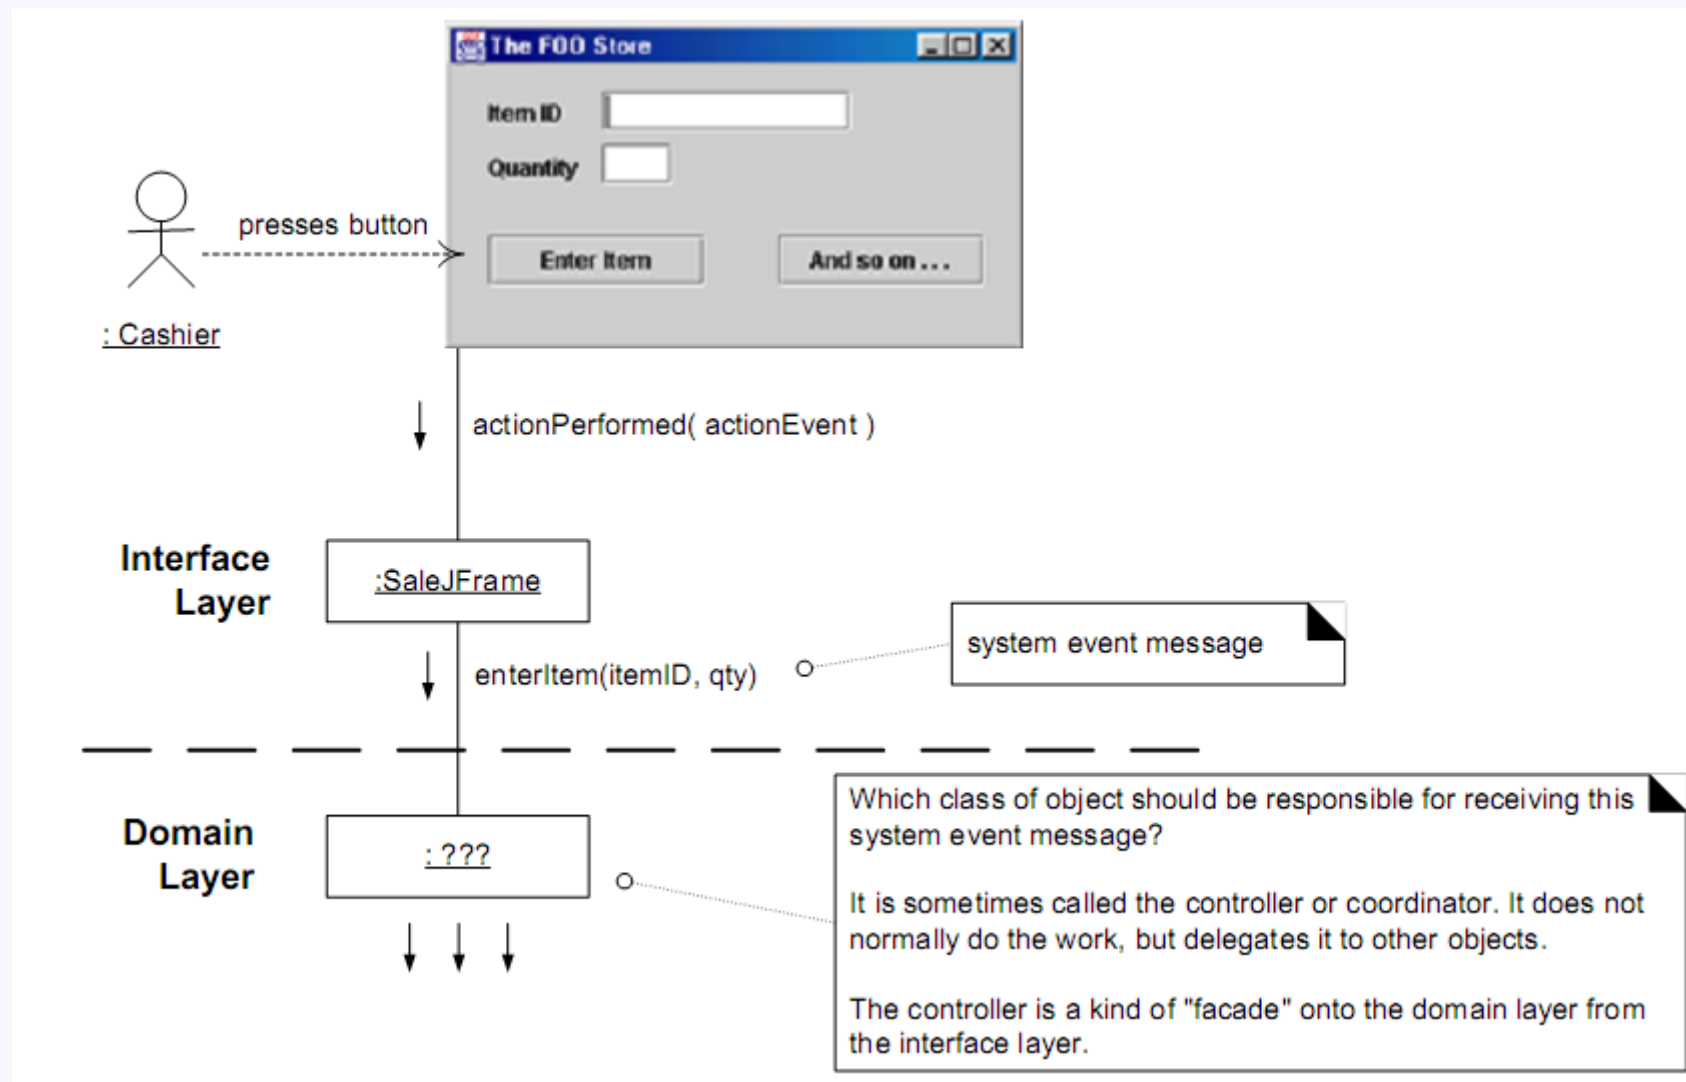 The FOO Store
Item ID
Quantity
presses button
Enter Item
And so on . . .
: Cashier
actionPerformed( actionEvent )
Interface
Layer
:SaleJFrame
system event message
enterItem(itemID, qty)
Domain
Layer
: ???
Which class of object should be responsible for receiving this
system event message?
It is sometimes called the controller or coordinator. It does not
normally do the work, but delegates it to other objects.
The controller is a kind of "facade" onto the domain layer from
the interface layer.